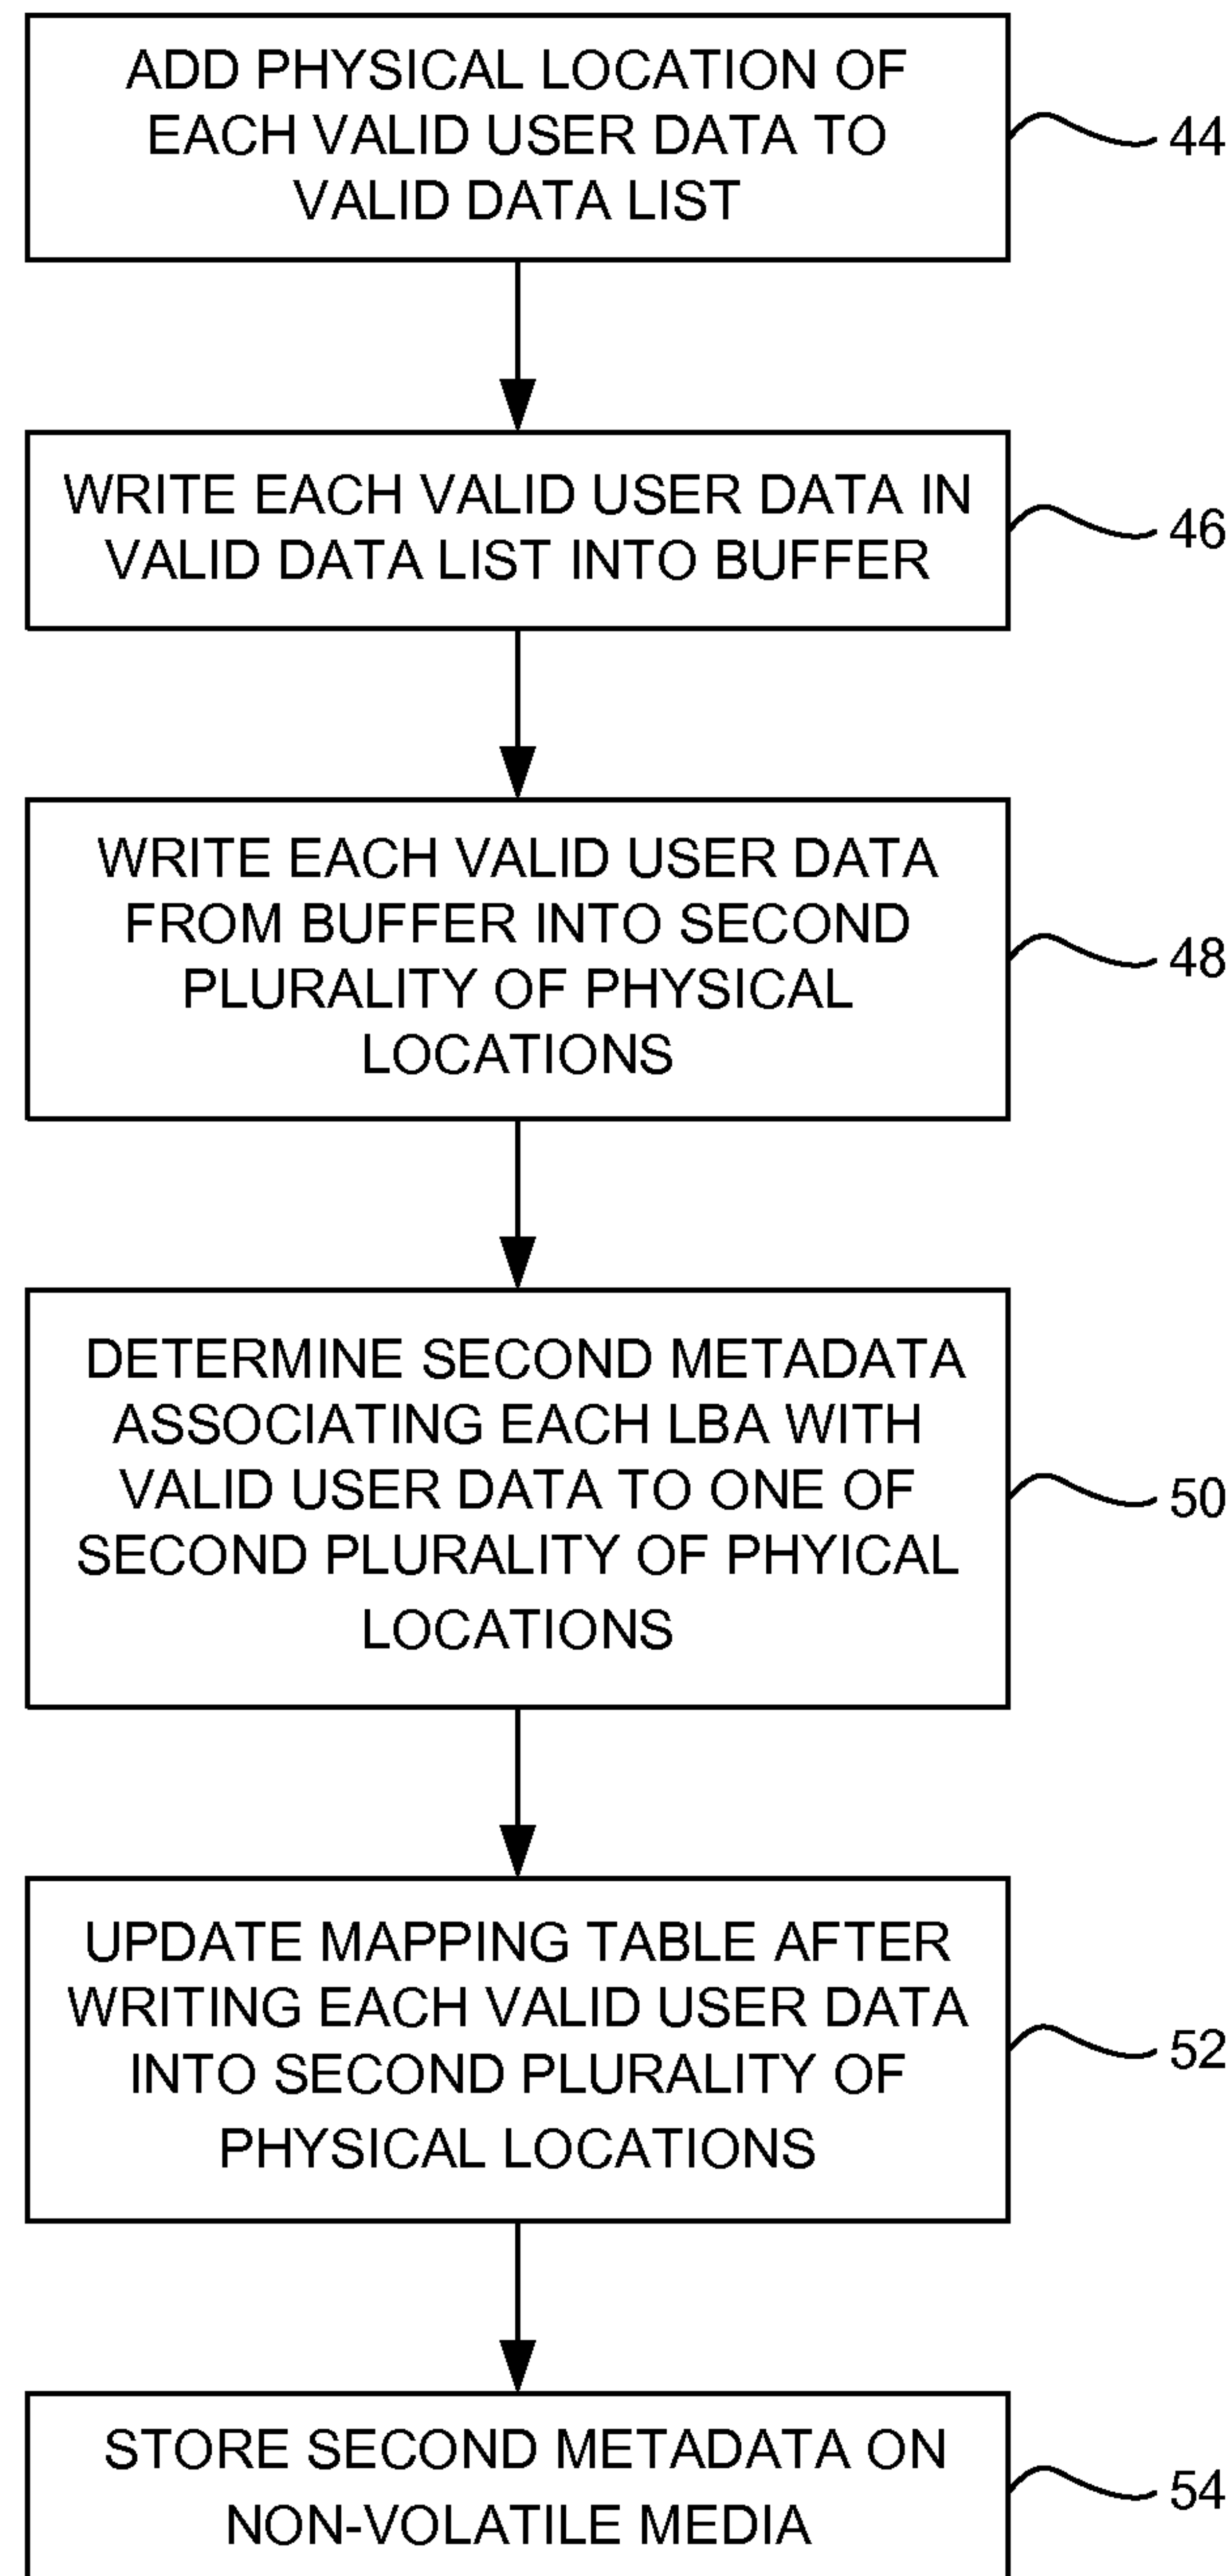 ADD PHYSICAL LOCATION OF
EACH VALID USER DATA TO
VALID DATA LIST
44
WRITE EACH VALID USER DATA IN
VALID DATA LIST INTO BUFFER
46
WRITE EACH VALID USER DATA
FROM BUFFER INTO SECOND
PLURALITY OF PHYSICAL
LOCATIONS
48
DETERMINE SECOND METADATA
ASSOCIATING EACH LBA WITH
VALID USER DATA TO ONE OF
SECOND PLURALITY OF PHYICAL
LOCATIONS
50
UPDATE MAPPING TABLE AFTER
WRITING EACH VALID USER DATA
INTO SECOND PLURALITY OF
PHYSICAL LOCATIONS
52
STORE SECOND METADATA ON
NON-VOLATILE MEDIA
54